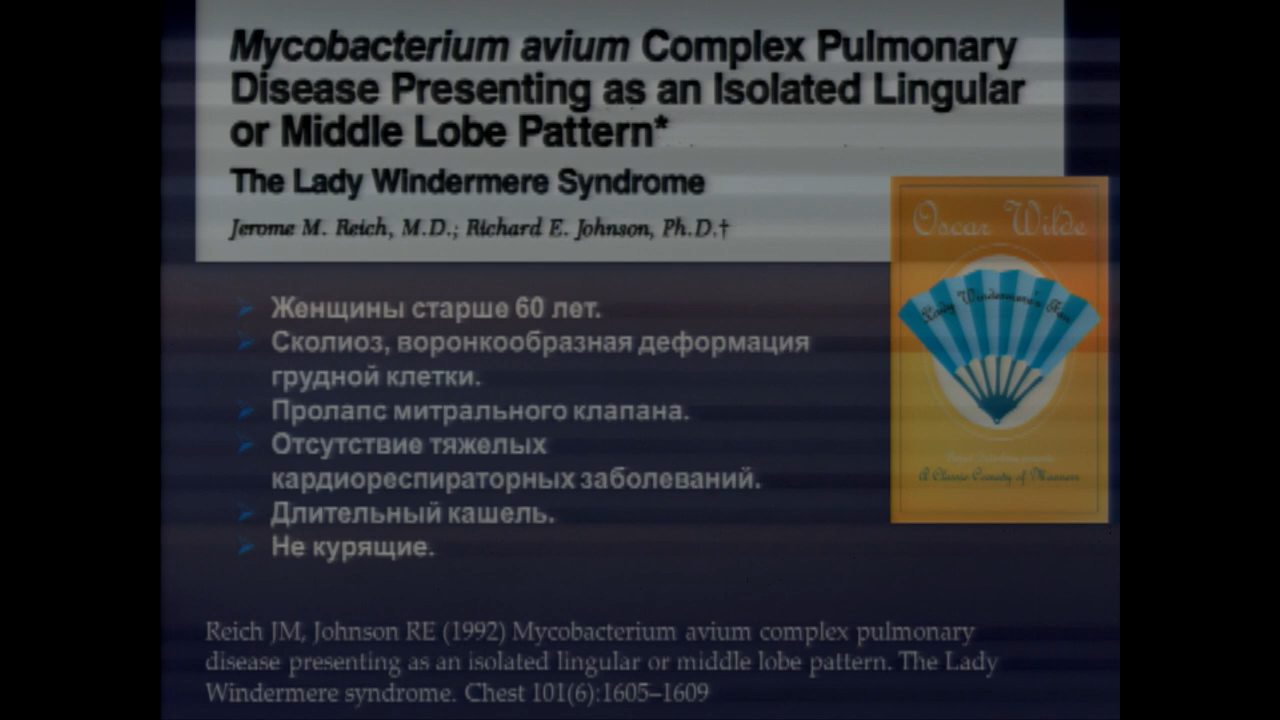 Mycobacterium avium Complex Pulmonary
Disease Presenting as an Isolated Lingular
or Middle Lobe Pattern*
The Lady Windermere Syndrome
Jerome M. Reich, M.D.; Richard E. Johnson, Ph.D.†
Oscar Wilde
Lady Windermere's Fan
A Classic Comedy of Manners
Женщины старше 60 лет.
Сколиоз, воронкообразная деформация
грудной клетки.
Пролапс митрального клапана.
Отсутствие тяжелых
кардиореспираторных заболеваний.
Длительный кашель.
Не курящие.
Reich JM, Johnson RE (1992) Mycobacterium avium complex pulmonary
disease presenting as an isolated lingular or middle lobe pattern. The Lady
Windermere syndrome. Chest 101(6):1605–1609